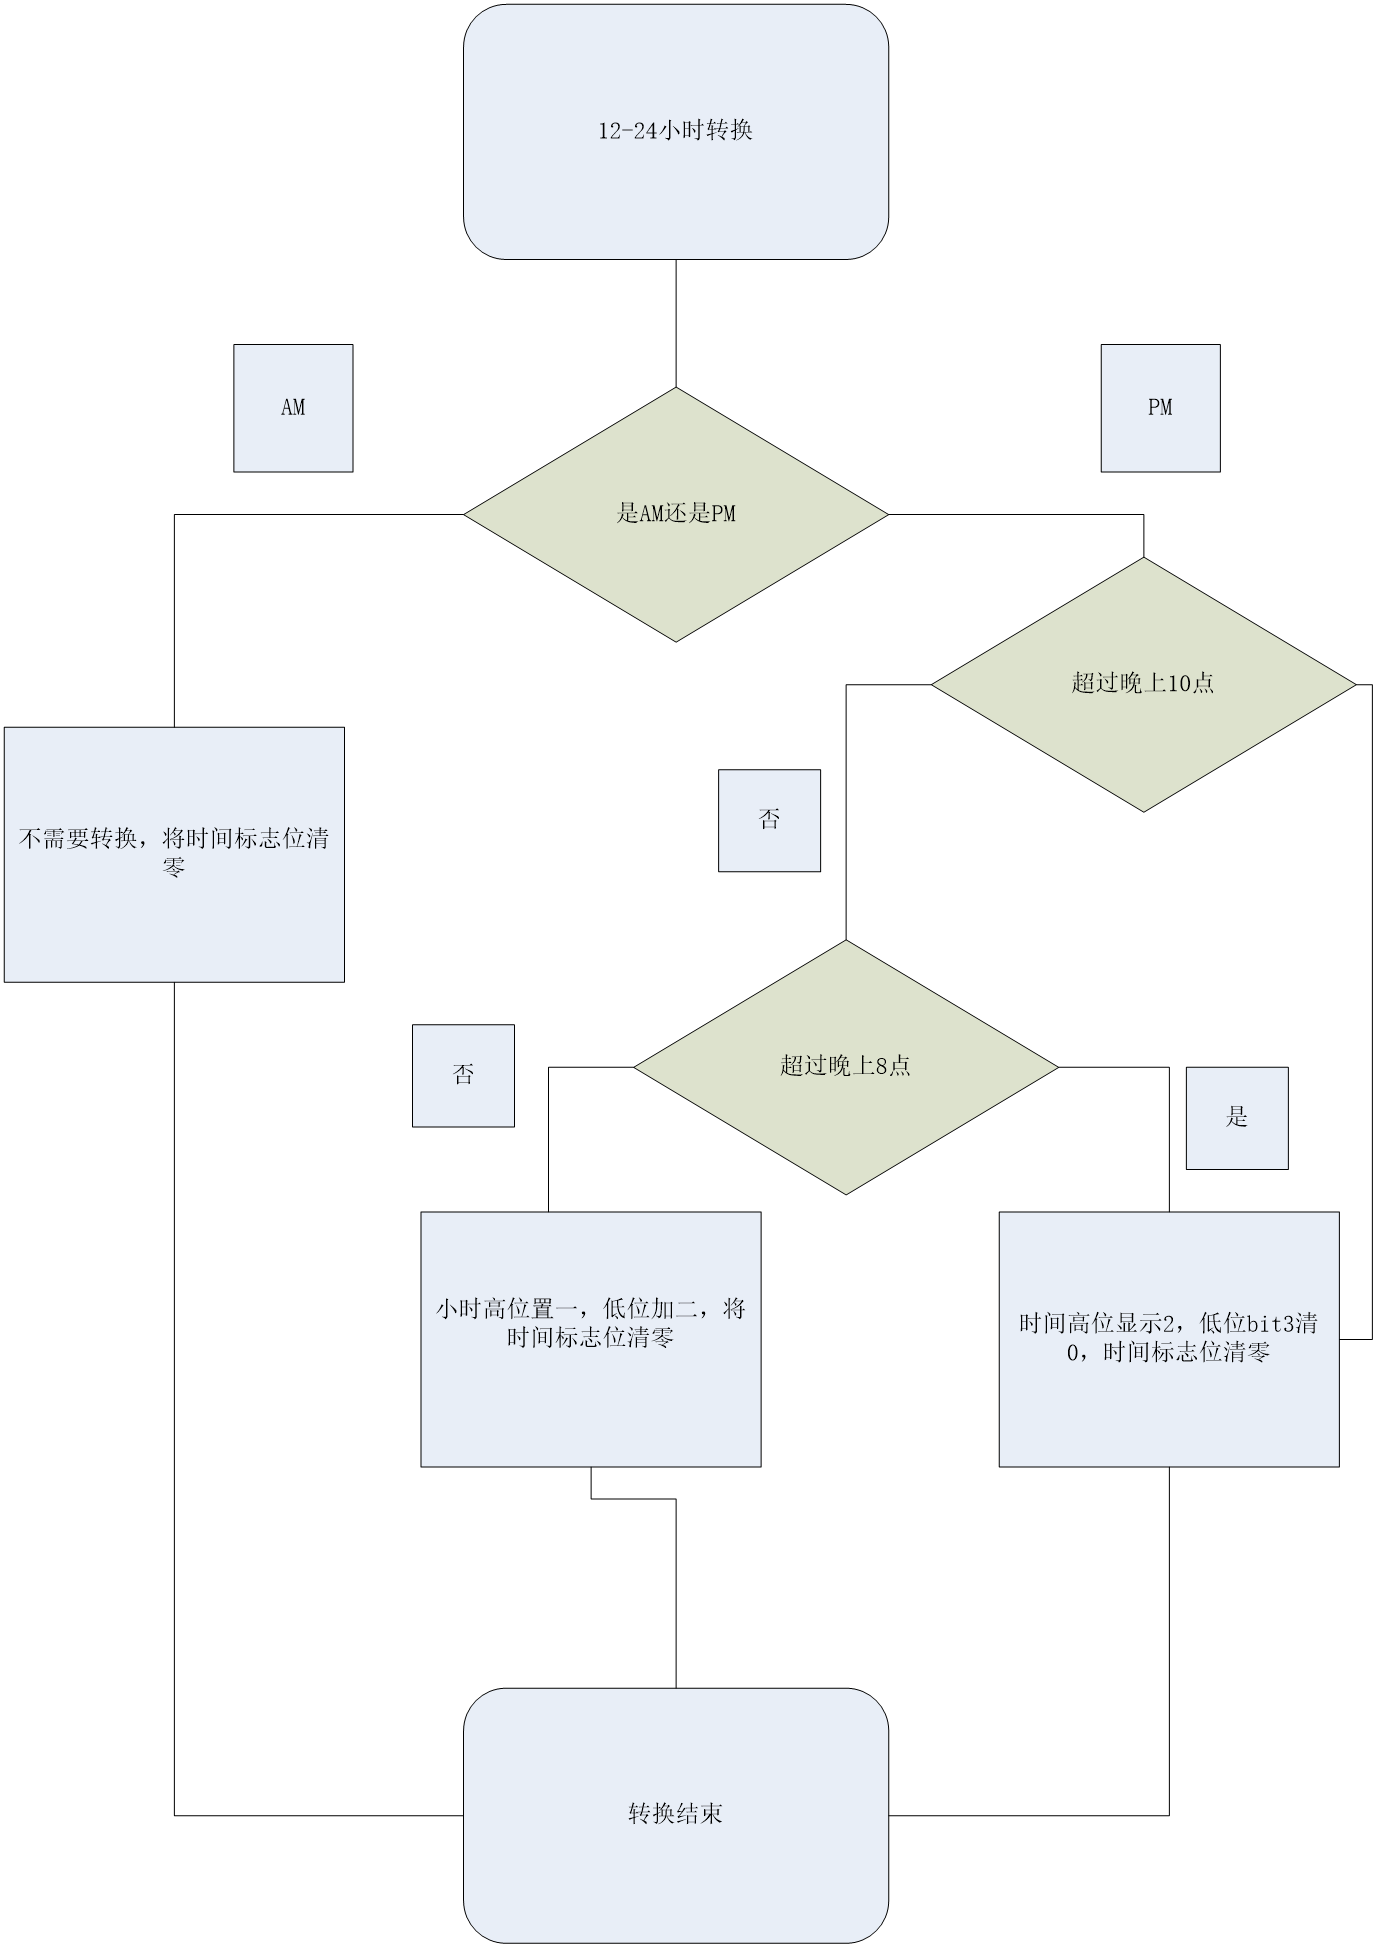 12-24小时转换
AM
PM
是AM还是PM
超过晚上10点
否
不需要转换，将时间标志位清
零
超过晚上8点
否
是
小时高位置一，低位加二，将
时间标志位清零
时间高位显示2，低位bit3清
0，时间标志位清零
转换结束